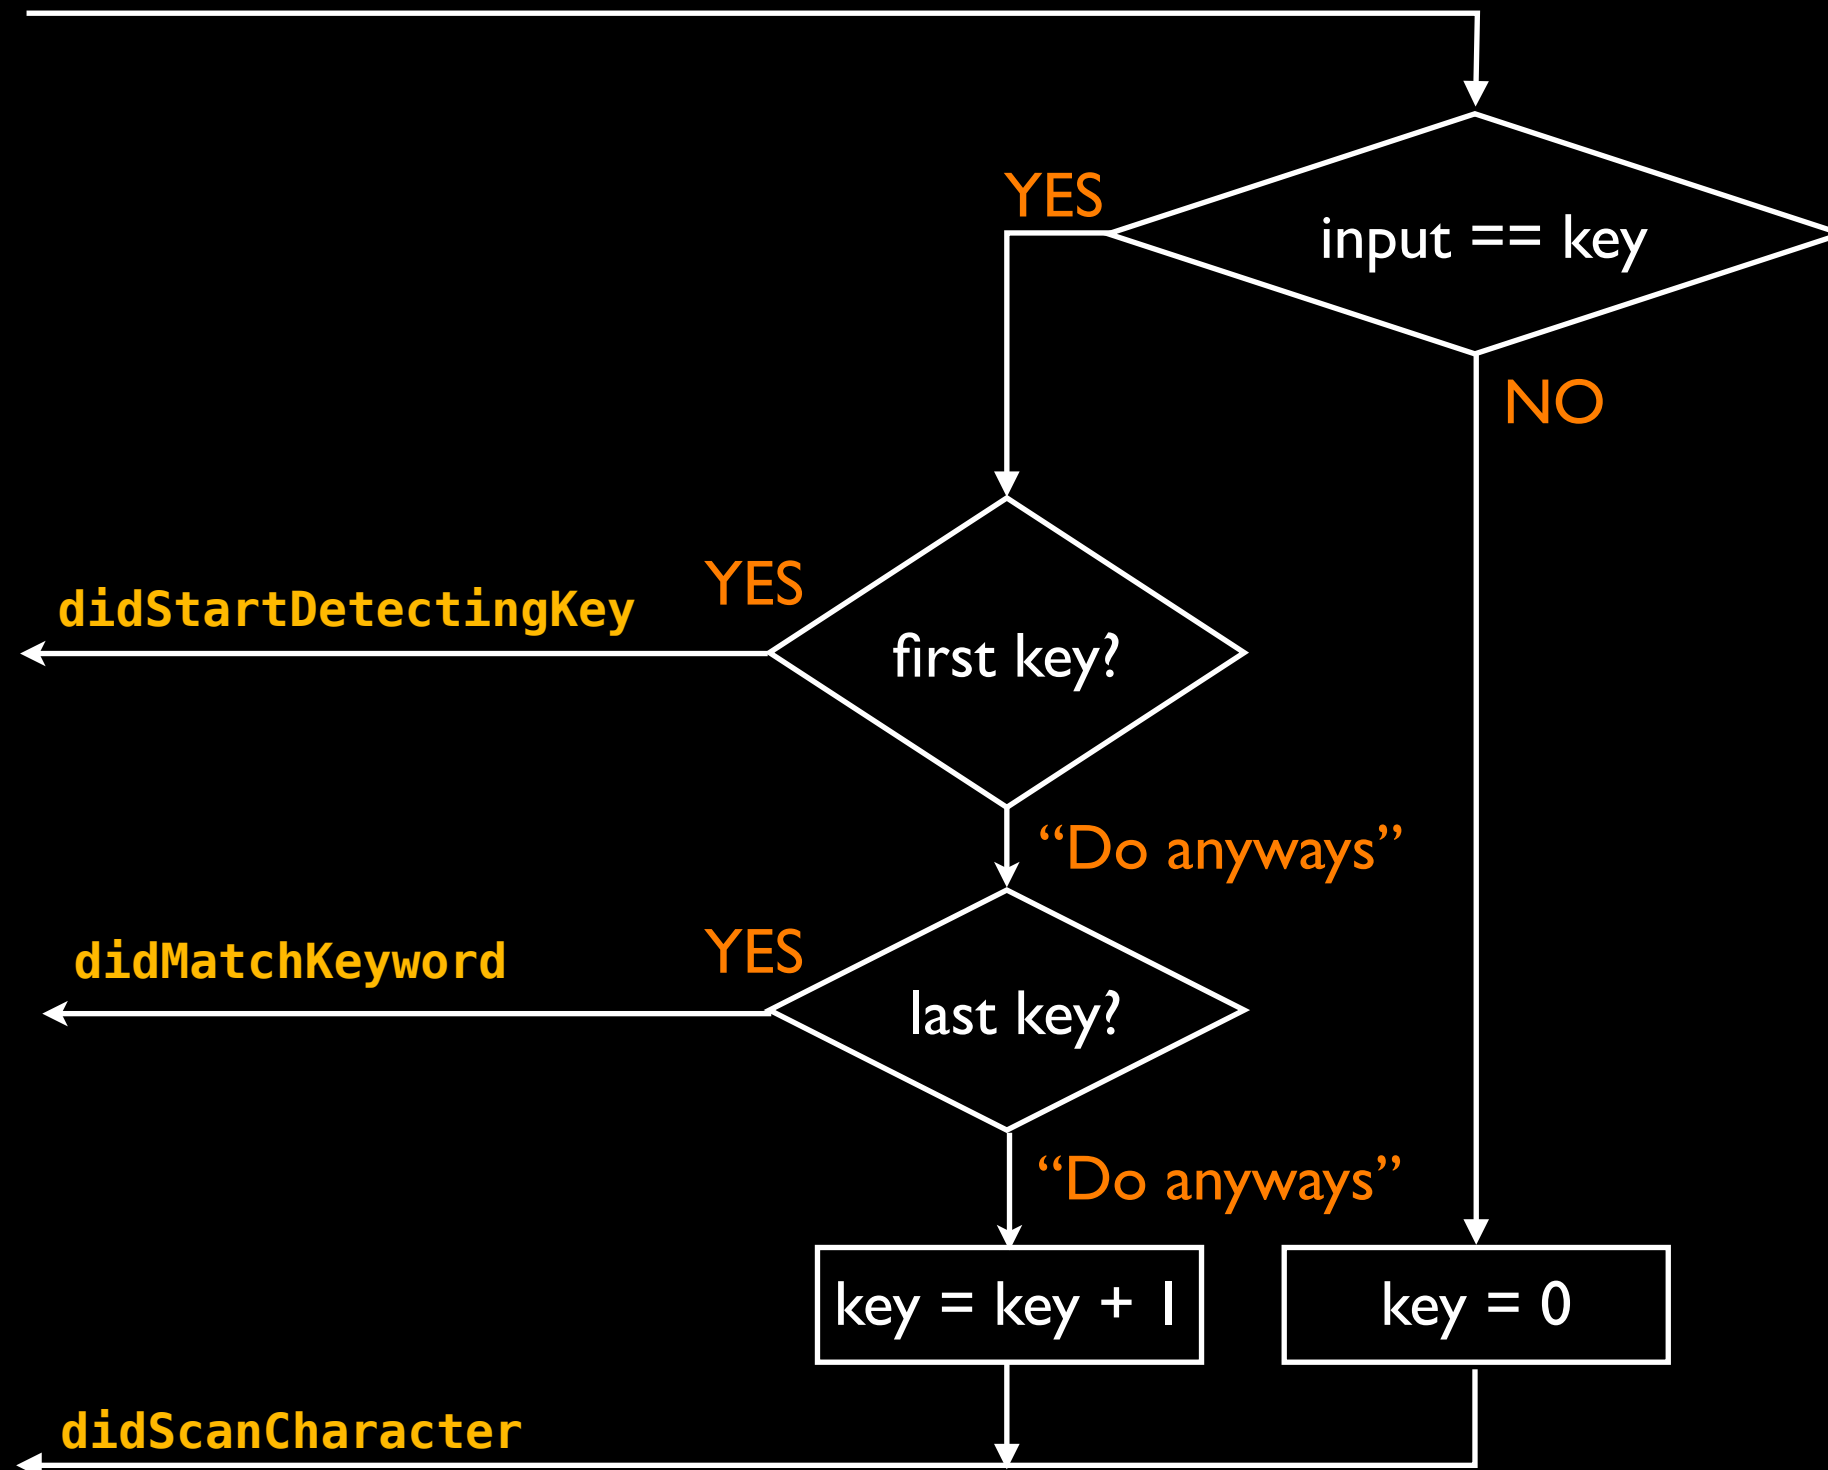 YES
input == key
NO
didStartDetectingKey
YES
first key?
“Do anyways”
didMatchKeyword
YES
last key?
“Do anyways”
key = key + 1
key = 0
didScanCharacter